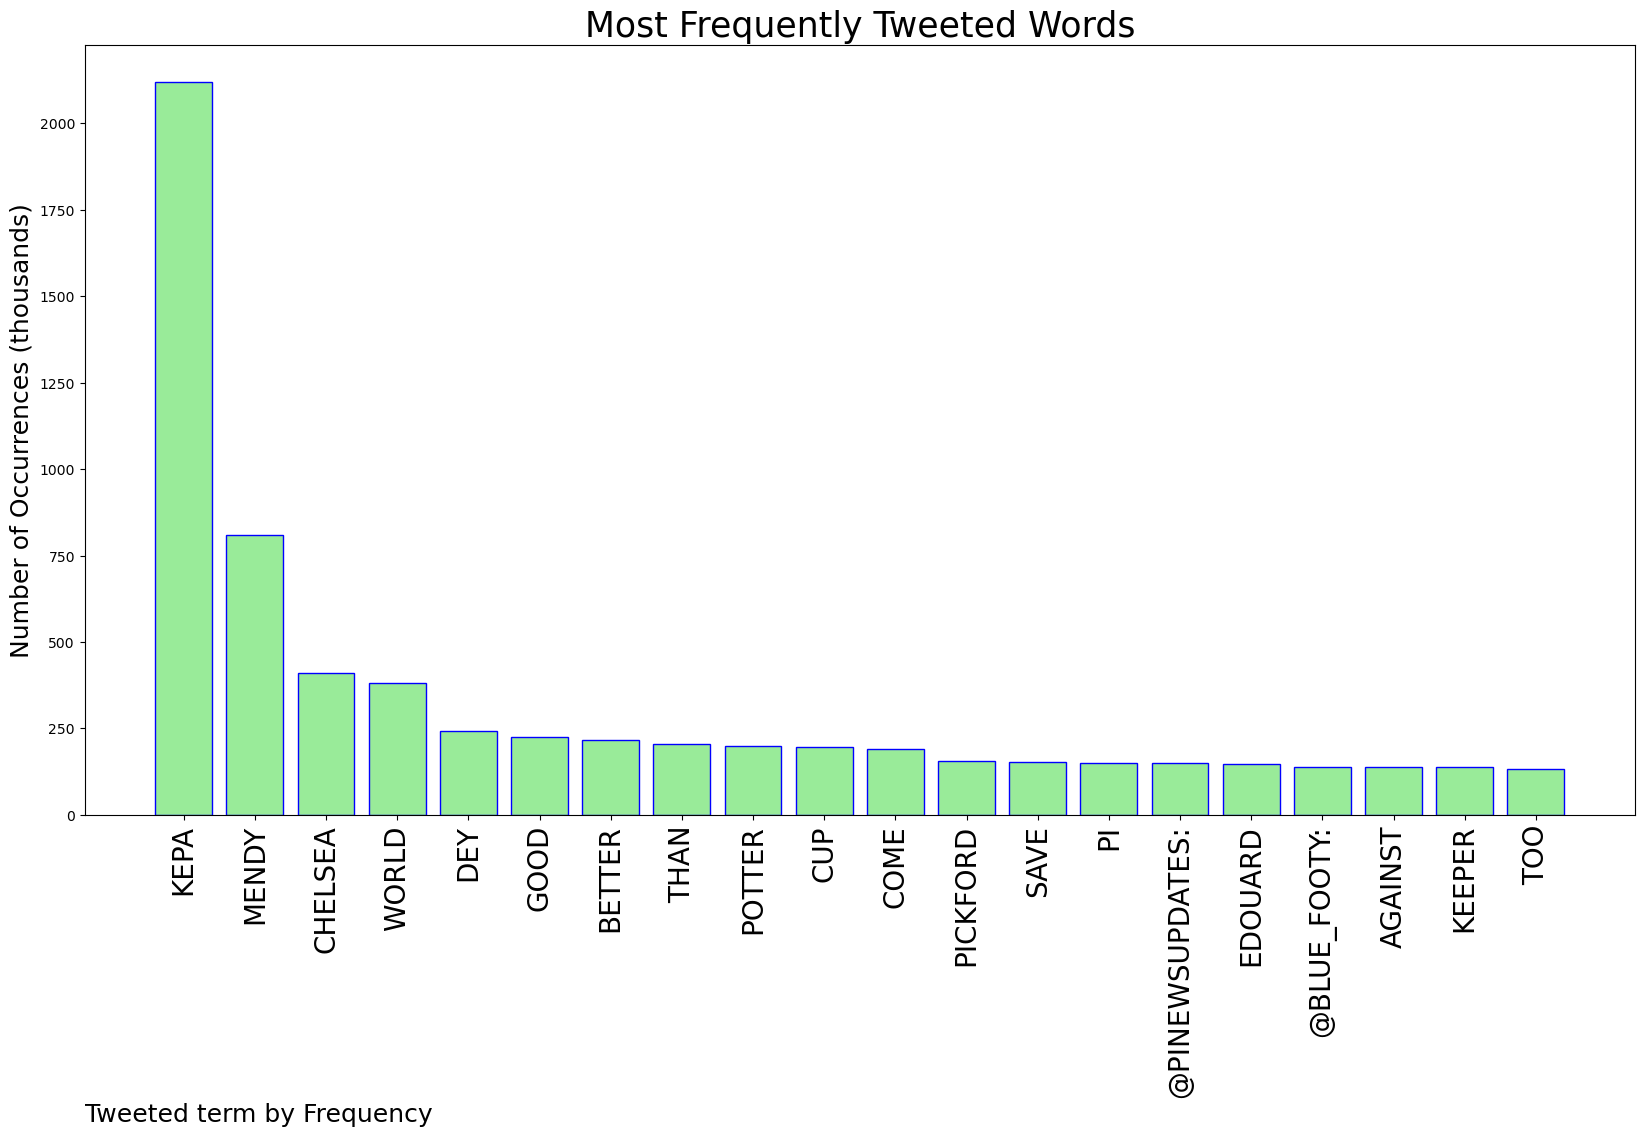 Most Frequently Tweeted Words
Number of Occurrences (thousands)
2000
1750
1500
1250
1000
750
500
250
0
KEPA
MENDY
CHELSEA
WORLD
DEY
GOOD
BETTER
THAN
POTTER
CUP
COME
PICKFORD
SAVE
PI
@PINEWSUPDATES:
EDOUARD
@BLUE_FOOTY:
AGAINST
KEEPER
TOO
Tweeted term by Frequency